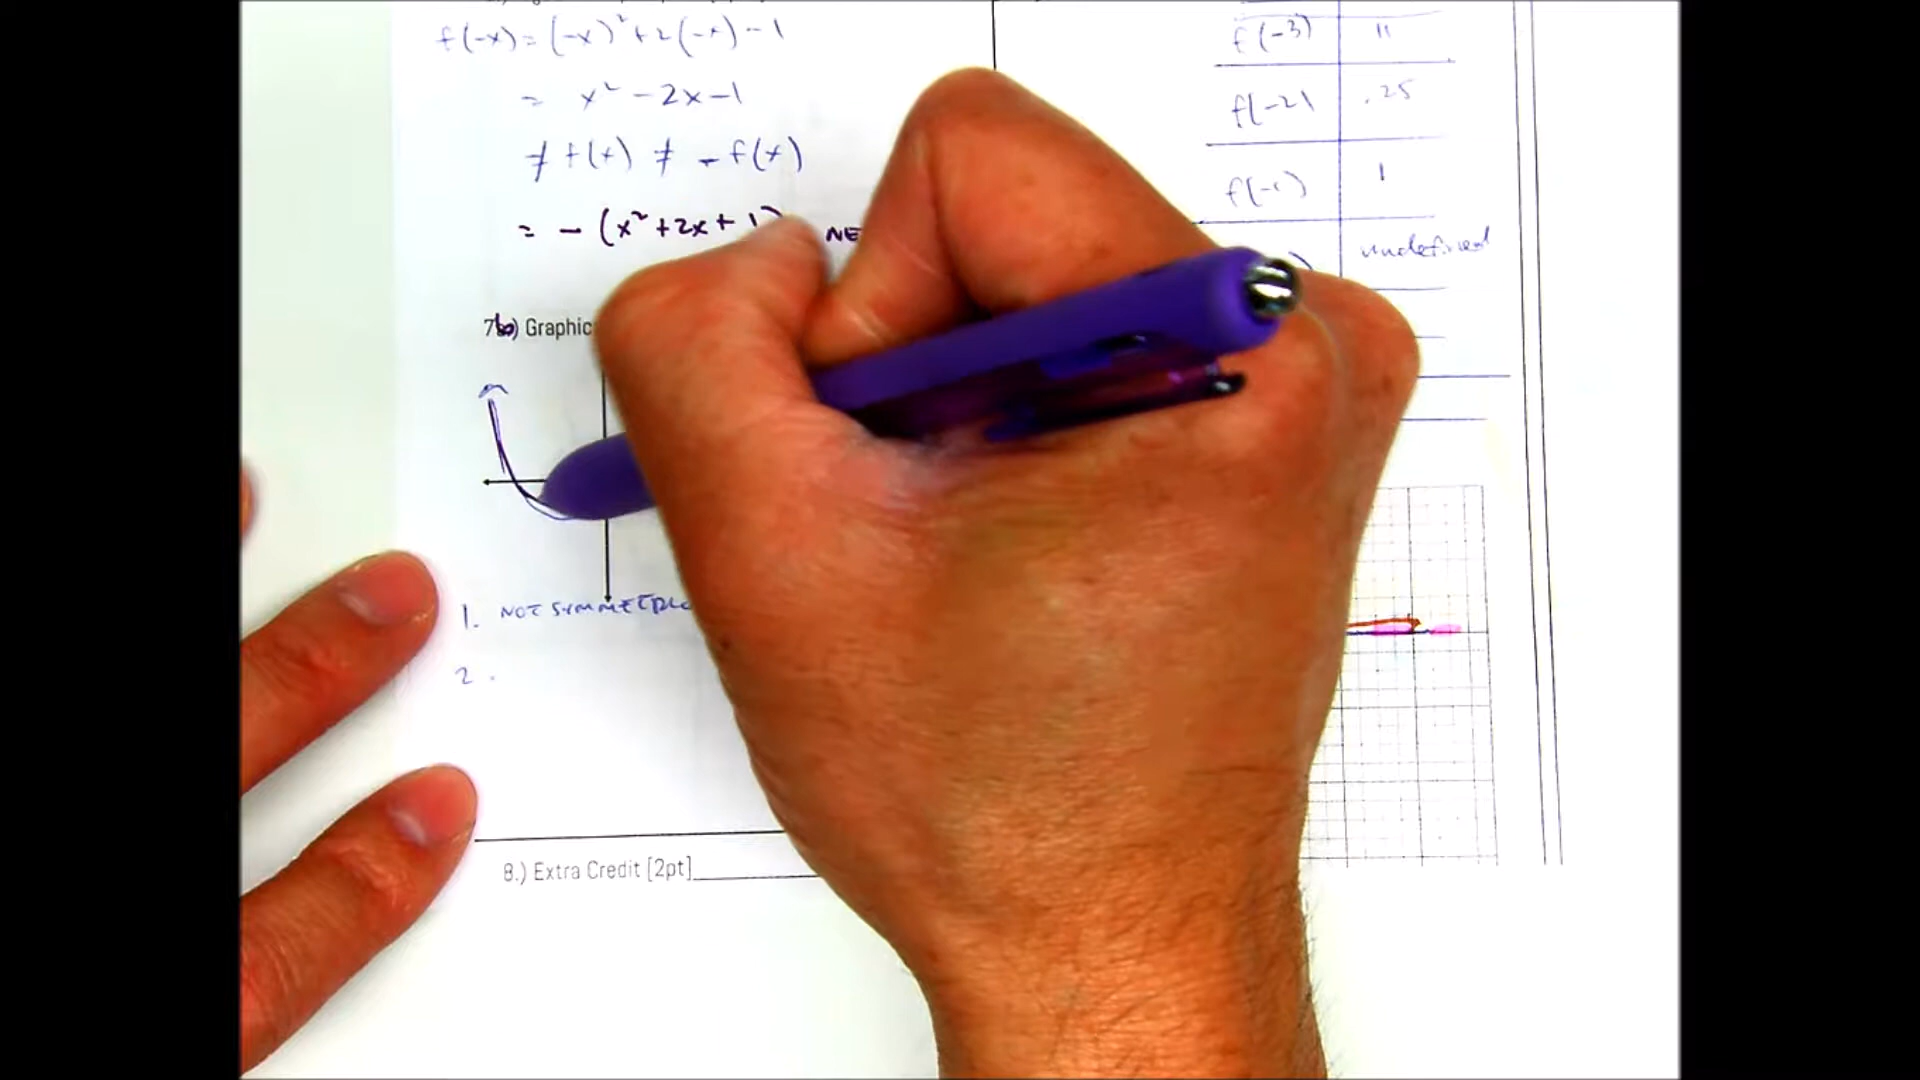 f(-x) = (-x)² + 2(-x) - 1
= x² - 2x - 1
≠ f(x) ≠ - f(x)
= - (x² + 2x + 1) NE
7b) Graphic
1. NOT SYMMETRIC
2.
8.) Extra Credit [2pt]
f(-3) 11
f(-2) .25
f(-1) 1
undefined